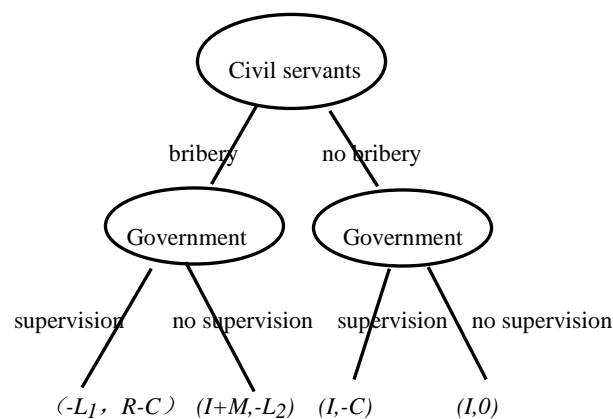 Civil servants
bribery no bribery
Government Government
supervision no supervision supervision no supervision
（-L1，R-C） (I+M,-L2) (I,-C) (I,0)